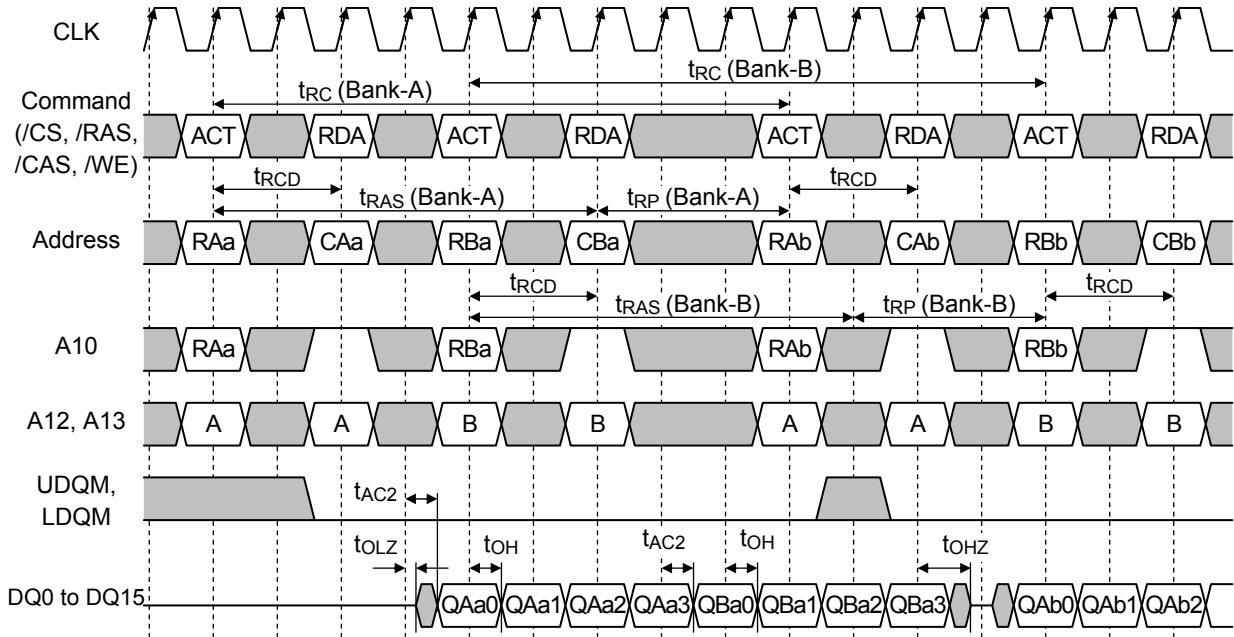 CLK
tRC (Bank-B)
tRC (Bank-A)
Command
(/CS, /RAS,
/CAS, /WE)
ACT RDA ACT RDA ACT RDA ACT RDA
tRCD tRCD
tRAS (Bank-A) tRP (Bank-A)
Address RAa CAa RBa CBa RAb CAb RBb CBb
tRCD tRCD
tRAS (Bank-B) tRP (Bank-B)
A10 RAa RBa RAb RBb
A12, A13 A A B B A A B B
UDQM,
LDQM
tAC2
tOLZ tOH tAC2 tOH tOHZ
DQ0 to DQ15 QAa0 QAa1 QAa2 QAa3 QBa0 QBa1 QBa2 QBa3 QAb0 QAb1 QAb2